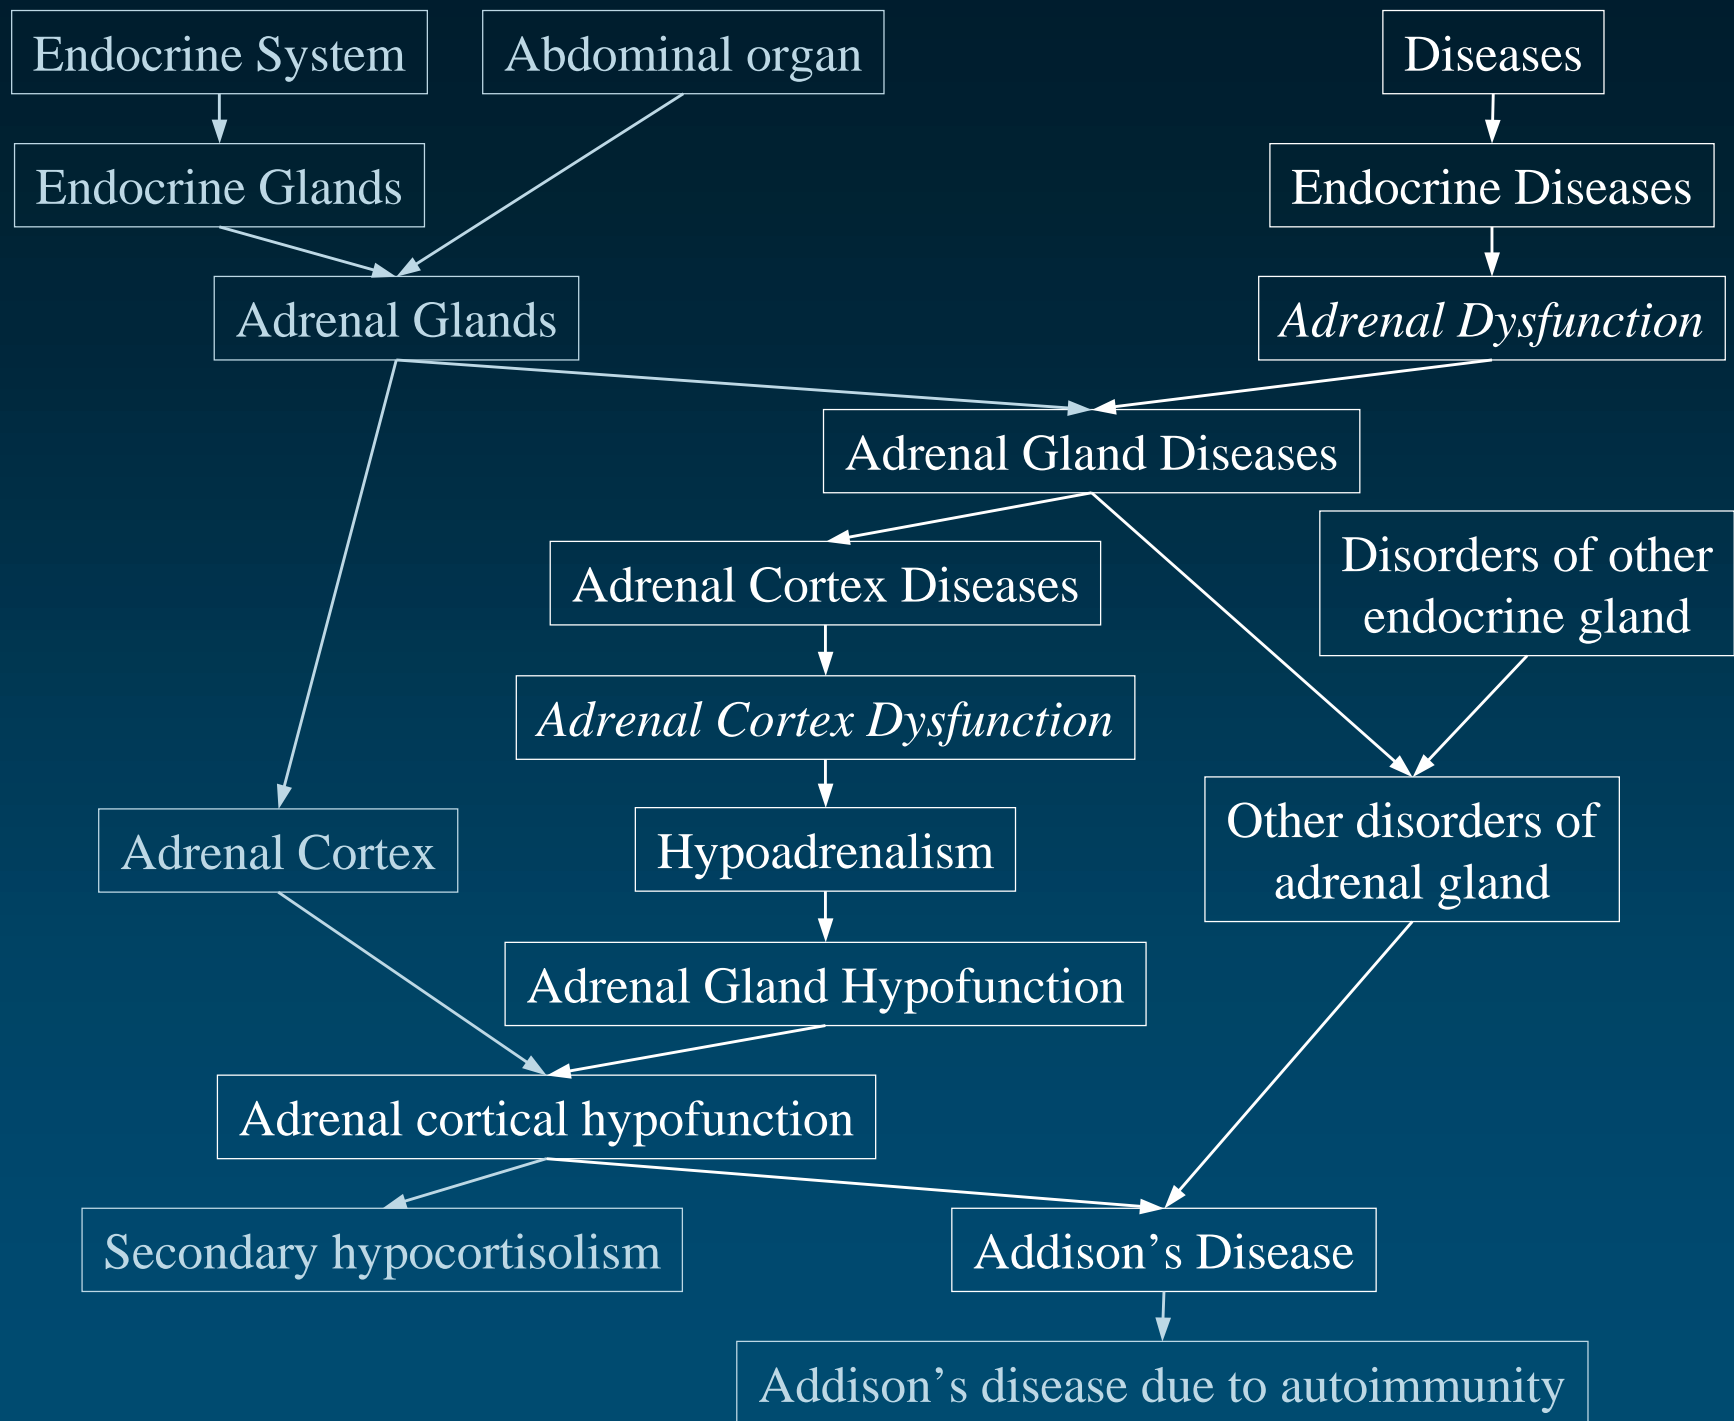 Endocrine System
Abdominal organ
Diseases
Endocrine Glands
Endocrine Diseases
Adrenal Glands
Adrenal Dysfunction
Adrenal Gland Diseases
Adrenal Cortex Diseases
Disorders of other
endocrine gland
Adrenal Cortex Dysfunction
Adrenal Cortex
Hypoadrenalism
Other disorders of
adrenal gland
Adrenal Gland Hypofunction
Adrenal cortical hypofunction
Secondary hypocortisolism
Addison’s Disease
Addison’s disease due to autoimmunity